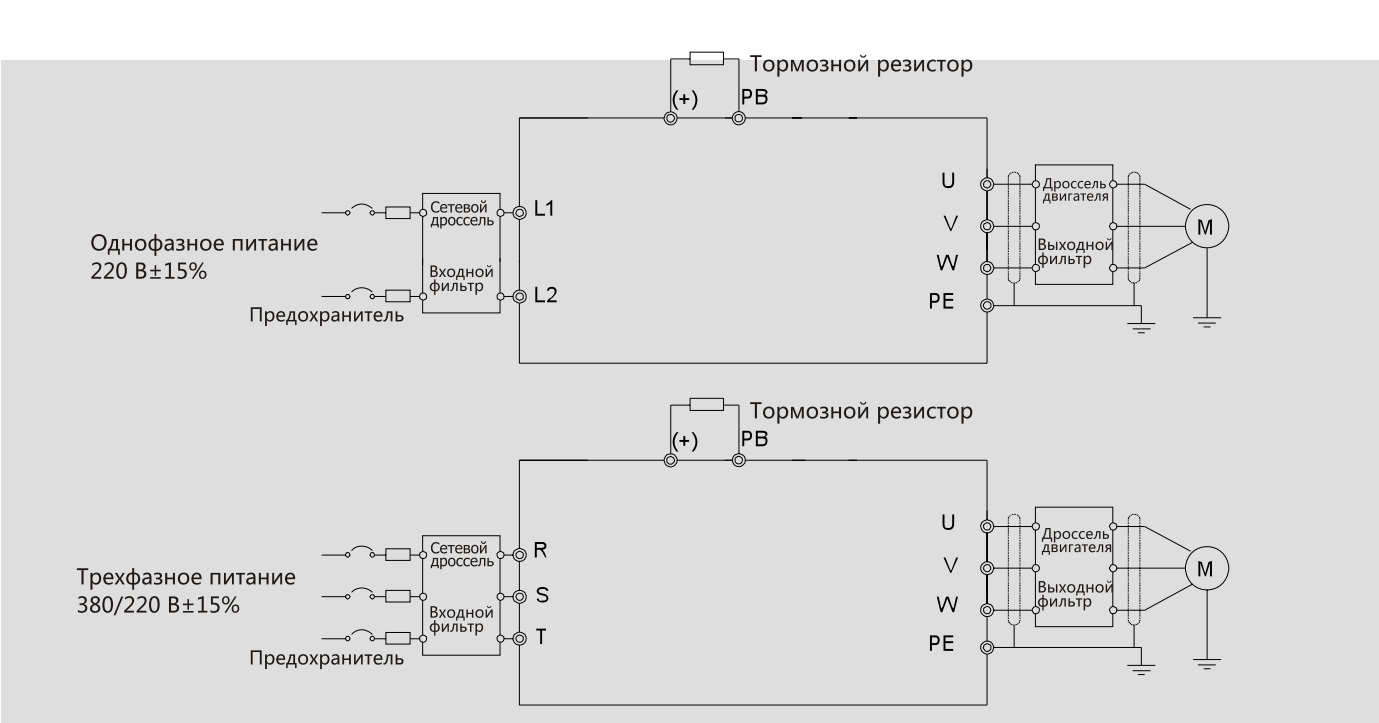 Тормозной резистор
(+) PB
U
V
W
PE
Дроссель
двигателя
Выходной
фильтр
M
Сетевой
дроссель
Входной
фильтр
L1
L2
Однофазное питание
220 В±15%
Предохранитель
Тормозной резистор
(+) PB
U
V
W
PE
Дроссель
двигателя
Выходной
фильтр
M
Сетевой
дроссель
Входной
фильтр
R
S
T
Трехфазное питание
380/220 В±15%
Предохранитель